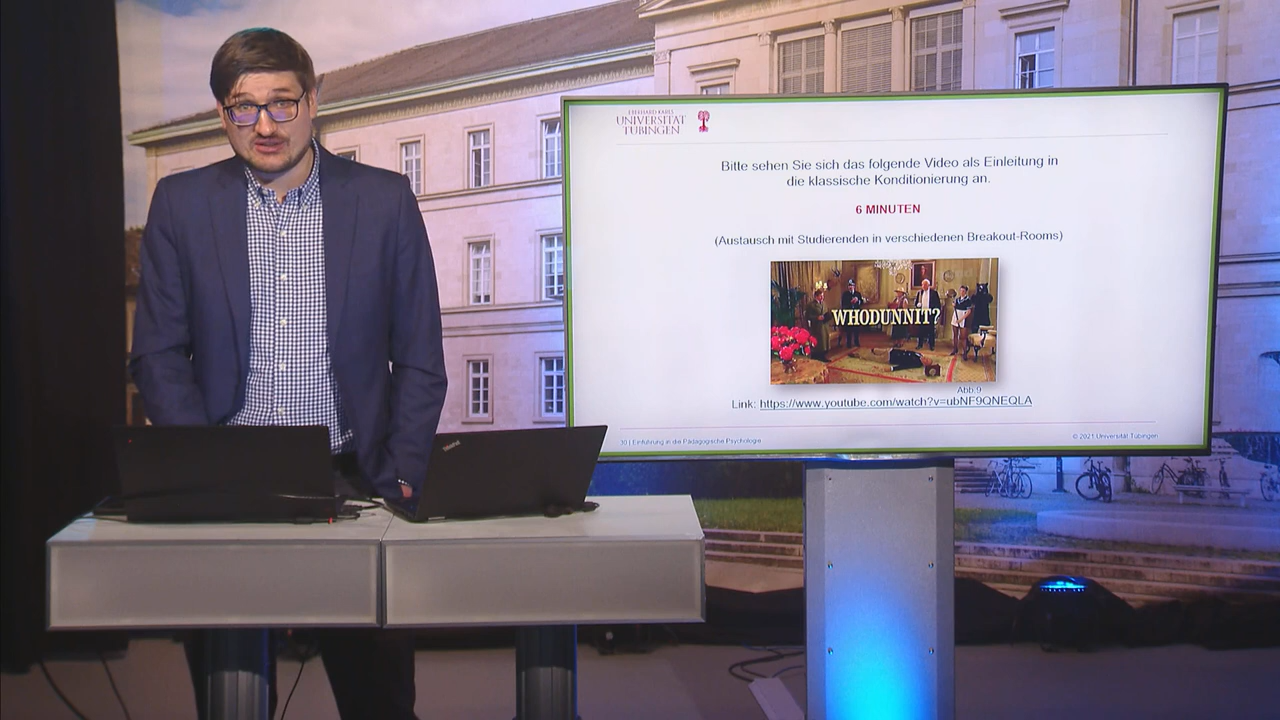 EBERHARD KARLS
UNIVERSITÄT
TÜBINGEN
Bitte sehen Sie sich das folgende Video als Einleitung in
die klassische Konditionierung an.
6 MINUTEN
(Austausch mit Studierenden in verschiedenen Breakout-Rooms)
WHODUNNIT?
Abb.9
Link: https://www.youtube.com/watch?v=ubNF9QNEQLA
30 | Einführung in die Pädagogische Psychologie
© 2021 Universität Tübingen
ThinkPad